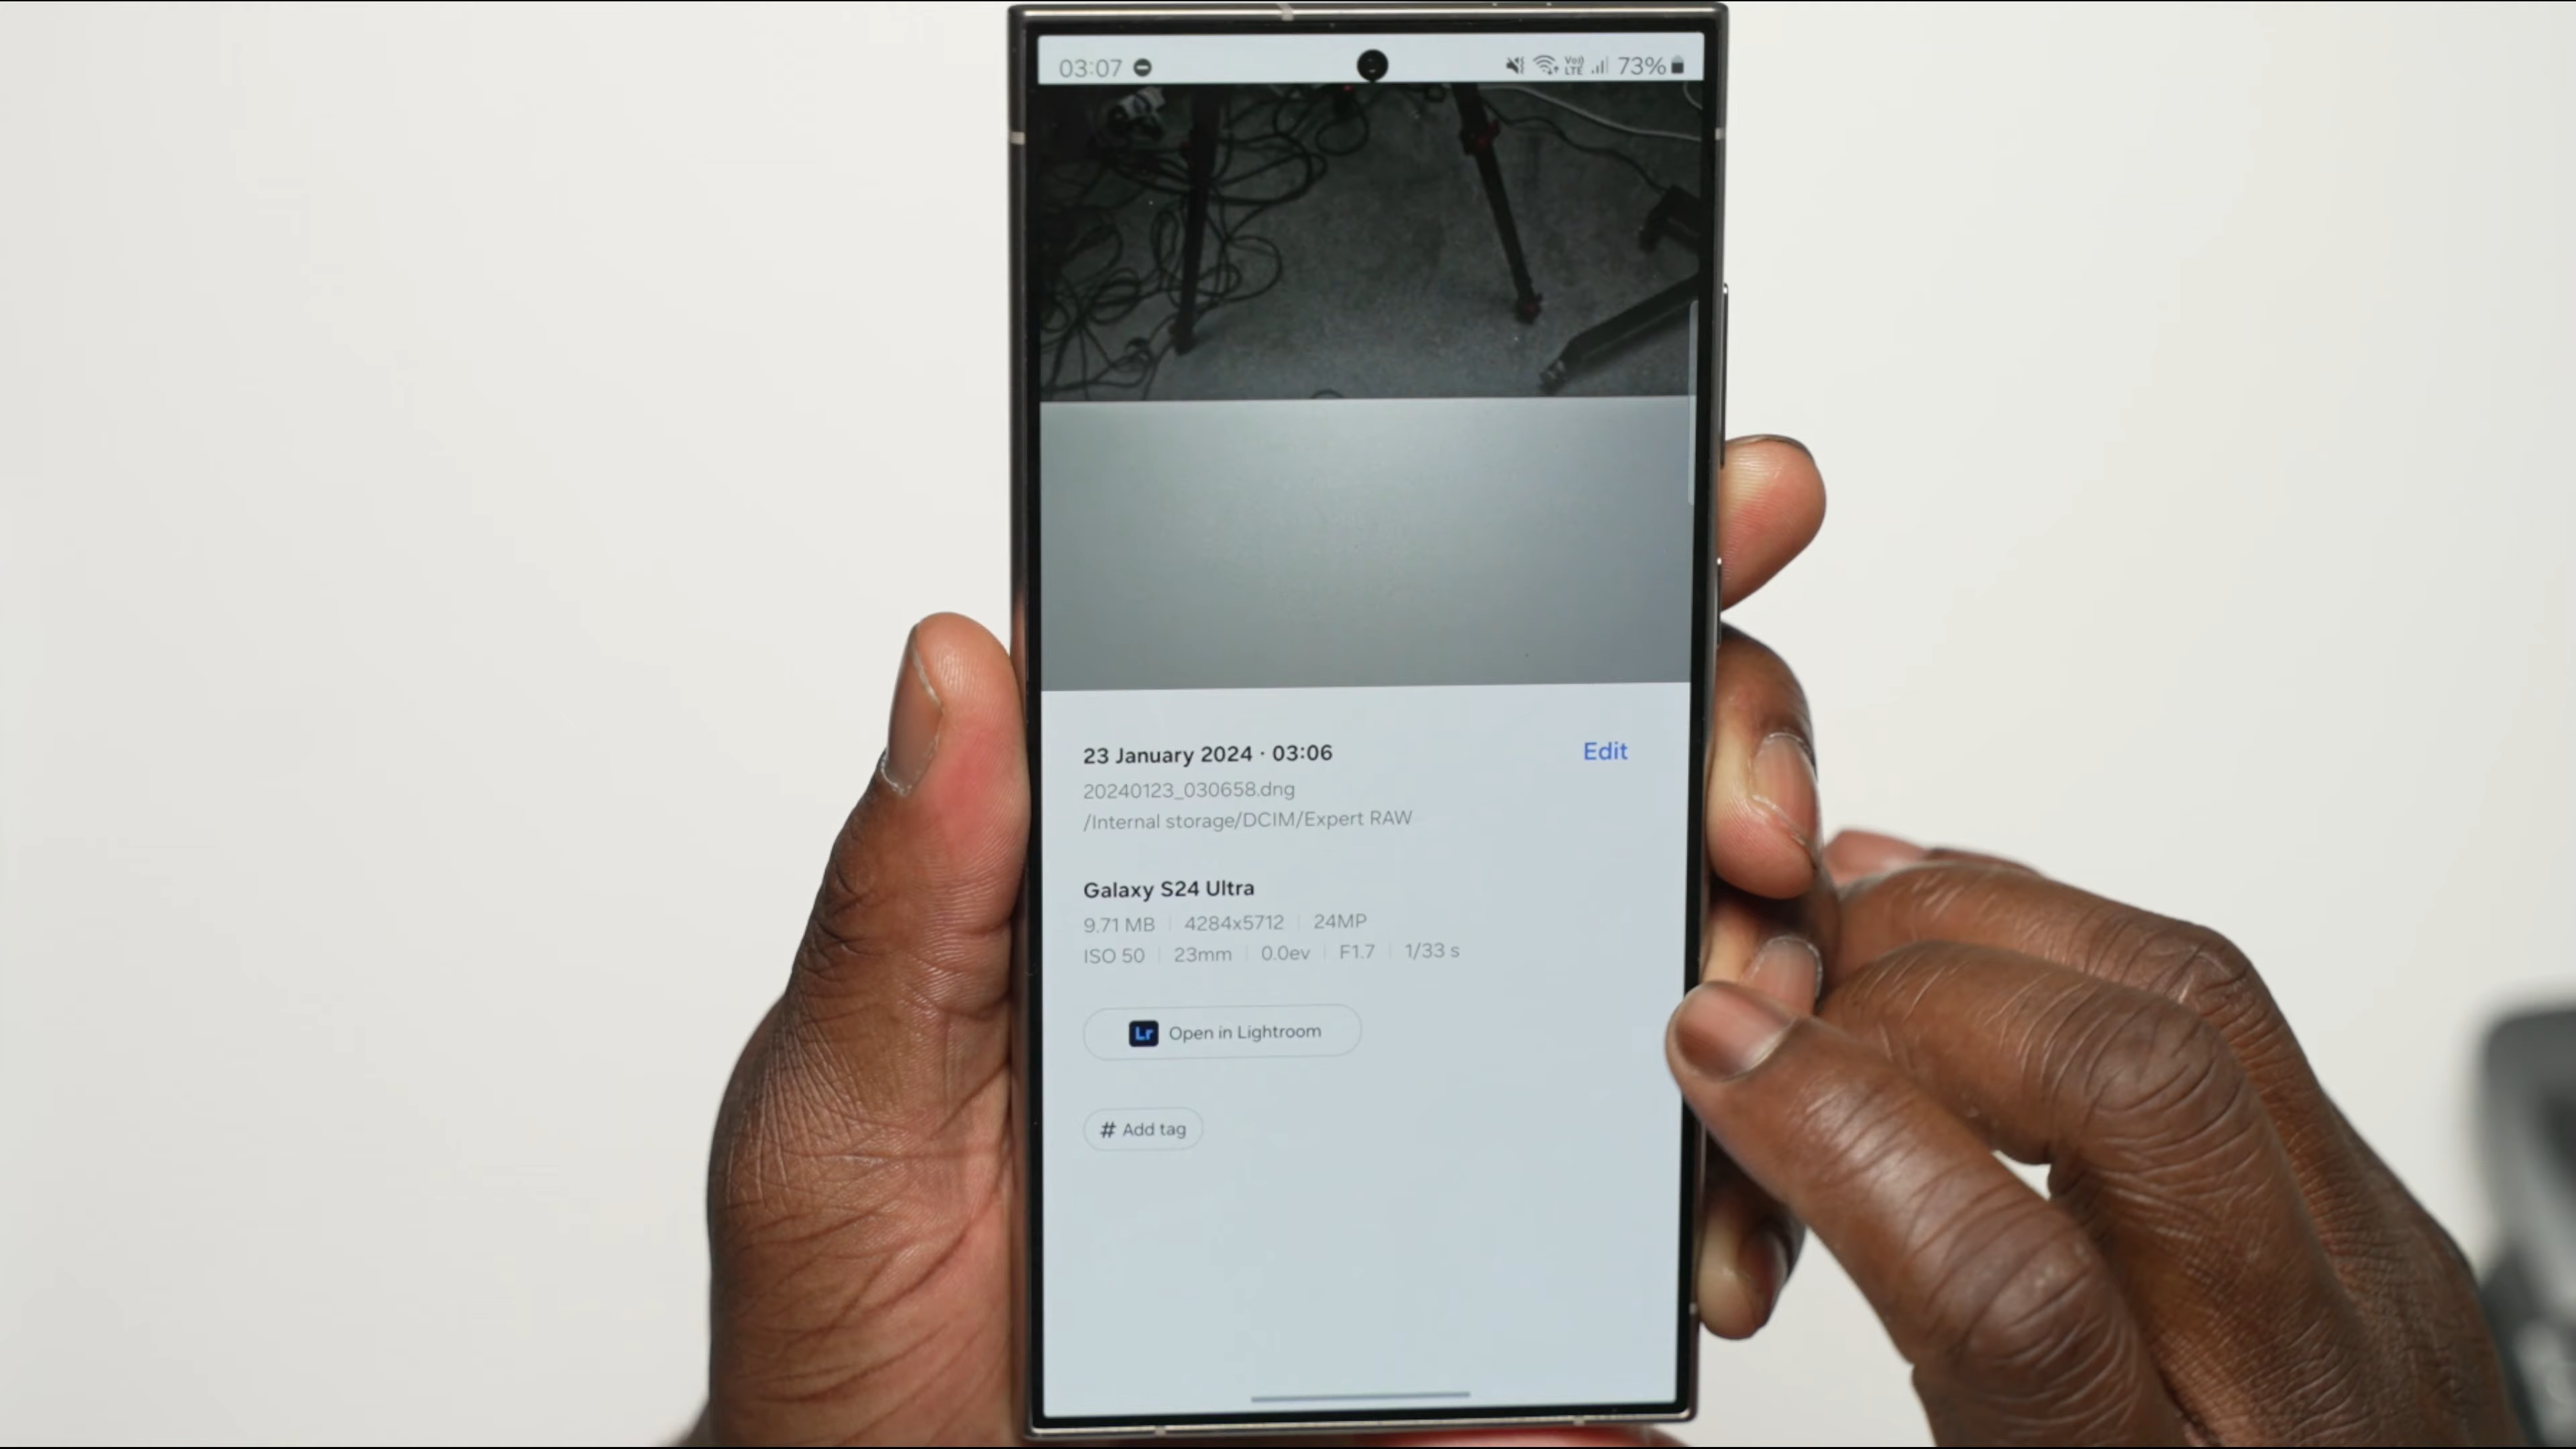 03:07 Vo)) LTE 73%
23 January 2024 · 03:06 Edit
20240123_030658.dng
/Internal storage/DCIM/Expert RAW
Galaxy S24 Ultra
9.71 MB | 4284x5712 | 24MP
ISO 50 | 23mm | 0.0ev | F1.7 | 1/33 s
Lr Open in Lightroom
# Add tag